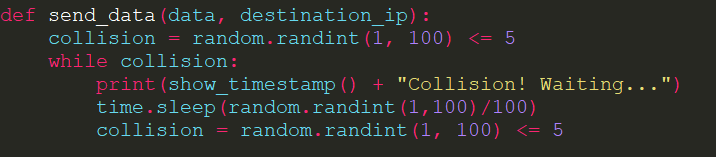 def send_data(data, destination_ip):
    collision = random.randint(1, 100) <= 5
    while collision:
        print(show_timestamp() + "Collision! Waiting...")
        time.sleep(random.randint(1,100)/100)
        collision = random.randint(1, 100) <= 5